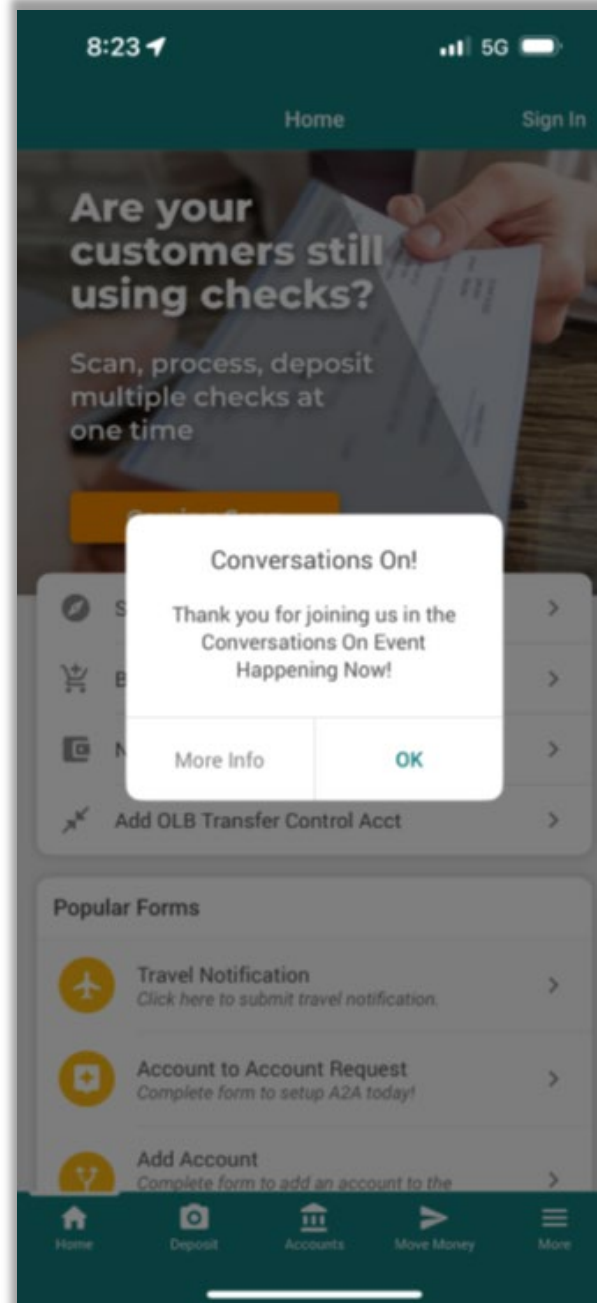 8:23
5G
Home
Sign In
Are your
customers still
using checks?
Scan, process, deposit
multiple checks at
one time
Conversations On!
Thank you for joining us in the
Conversations On Event
Happening Now!
More Info
OK
S
B
N
Add OLB Transfer Control Acct
Popular Forms
Travel Notification
Click here to submit travel notification.
Account to Account Request
Complete form to setup A2A today!
Add Account
Complete form to add an account to the
Home
Deposit
Accounts
Move Money
More